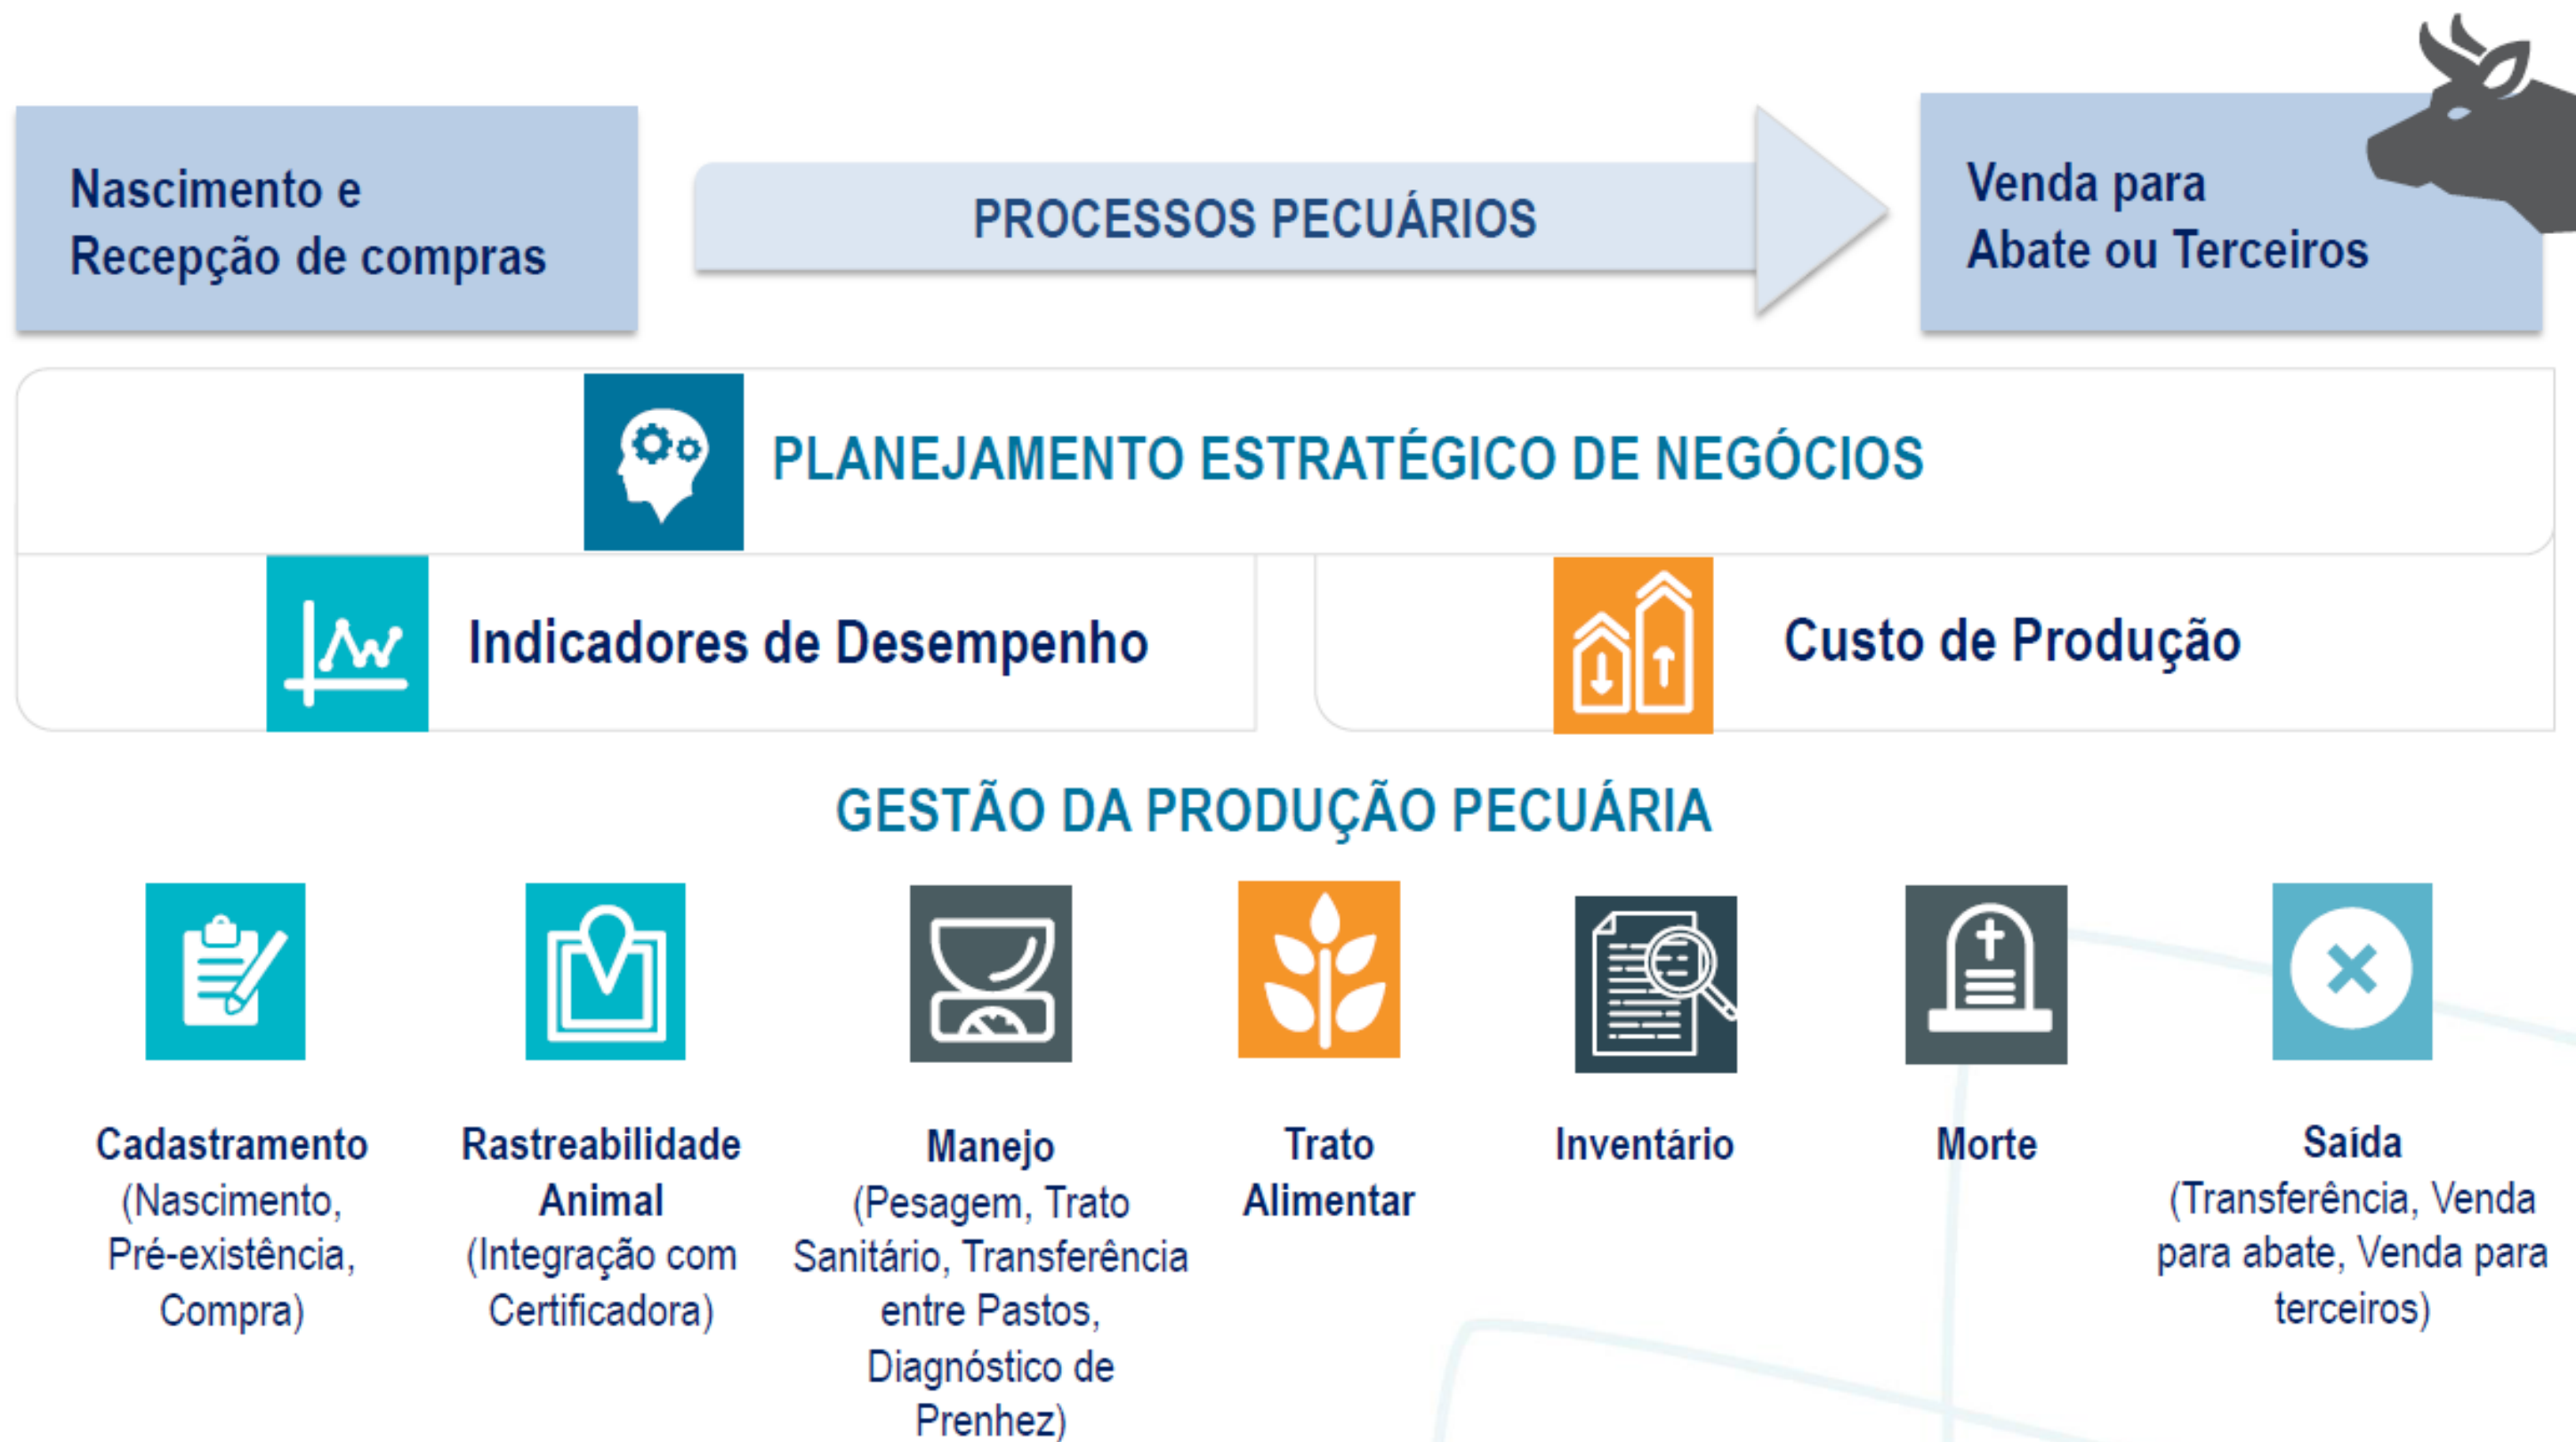 Nascimento e
Recepção de compras
PROCESSOS PECUÁRIOS
Venda para
Abate ou Terceiros
PLANEJAMENTO ESTRATÉGICO DE NEGÓCIOS
Indicadores de Desempenho
Custo de Produção
GESTÃO DA PRODUÇÃO PECUÁRIA
Cadastramento
(Nascimento,
Pré-existência,
Compra)
Rastreabilidade
Animal
(Integração com
Certificadora)
Manejo
(Pesagem, Trato
Sanitário, Transferência
entre Pastos,
Diagnóstico de
Prenhez)
Trato
Alimentar
Inventário
Morte
Saída
(Transferência, Venda
para abate, Venda para
terceiros)